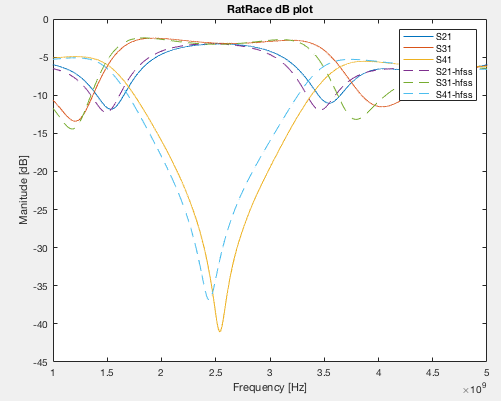 RatRace dB plot
0
-5
-10
-15
-20
-25
-30
-35
-40
-45
Manitude [dB]
S21
S31
S41
S21-hfss
S31-hfss
S41-hfss
1
1.5
2
2.5
3
3.5
4
4.5
5
×10^9
Frequency [Hz]